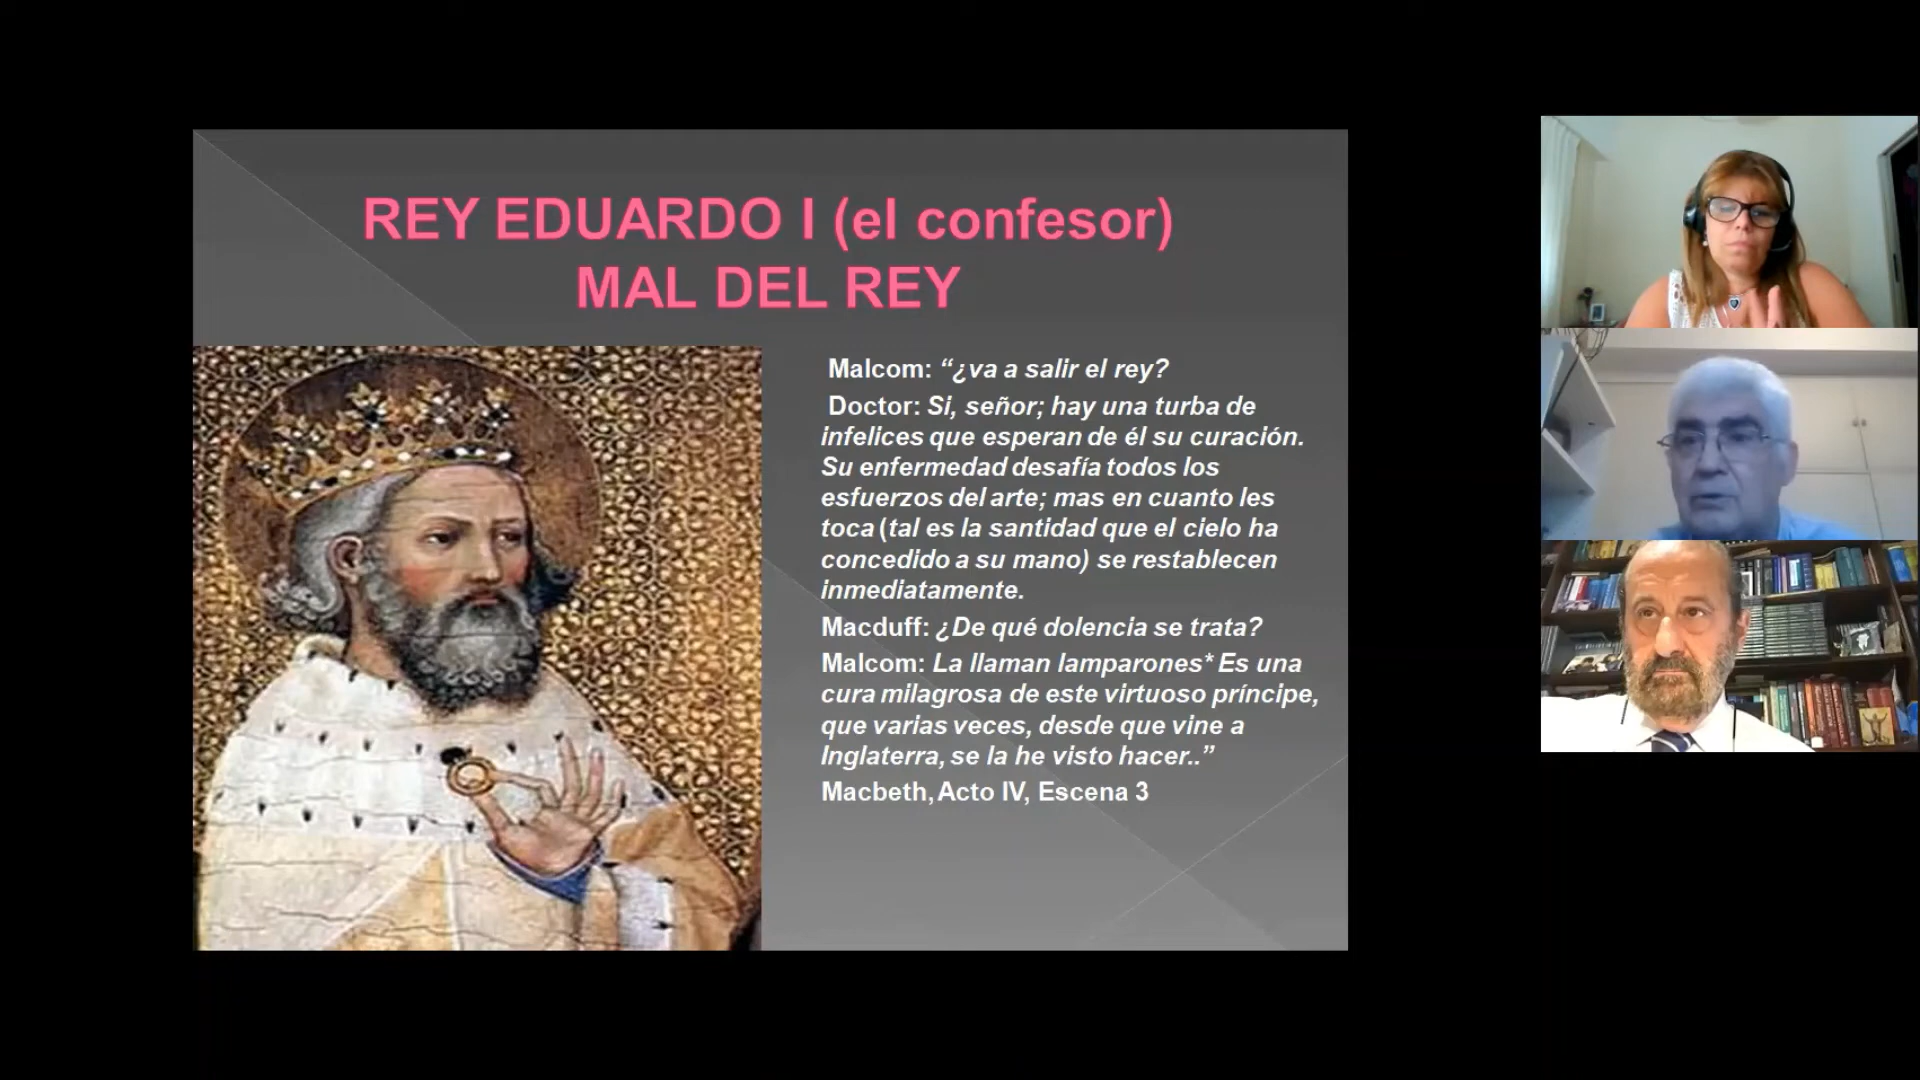 REY EDUARDO I (el confesor)
MAL DEL REY
Malcom: “¿va a salir el rey?
Doctor: Si, señor; hay una turba de
infelices que esperan de él su curación.
Su enfermedad desafía todos los
esfuerzos del arte; mas en cuanto les
toca (tal es la santidad que el cielo ha
concedido a su mano) se restablecen
inmediatamente.
Macduff: ¿De qué dolencia se trata?
Malcom: La llaman lamparones* Es una
cura milagrosa de este virtuoso príncipe,
que varias veces, desde que vine a
Inglaterra, se la he visto hacer..”
Macbeth, Acto IV, Escena 3